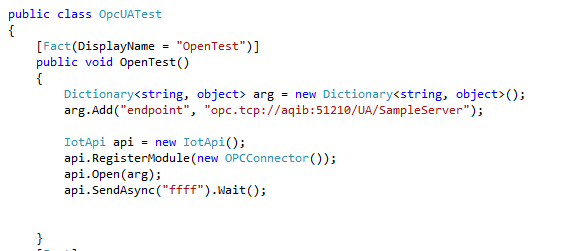 public class OpcUATest
{
[Fact(DisplayName = "OpenTest")]
public void OpenTest()
{
Dictionary<string, object> arg = new Dictionary<string, object>();
arg.Add("endpoint", "opc.tcp://aqib:51210/UA/SampleServer");
IotApi api = new IotApi();
api.RegisterModule(new OPCConnector());
api.Open(arg);
api.SendAsync("ffff").Wait();
}